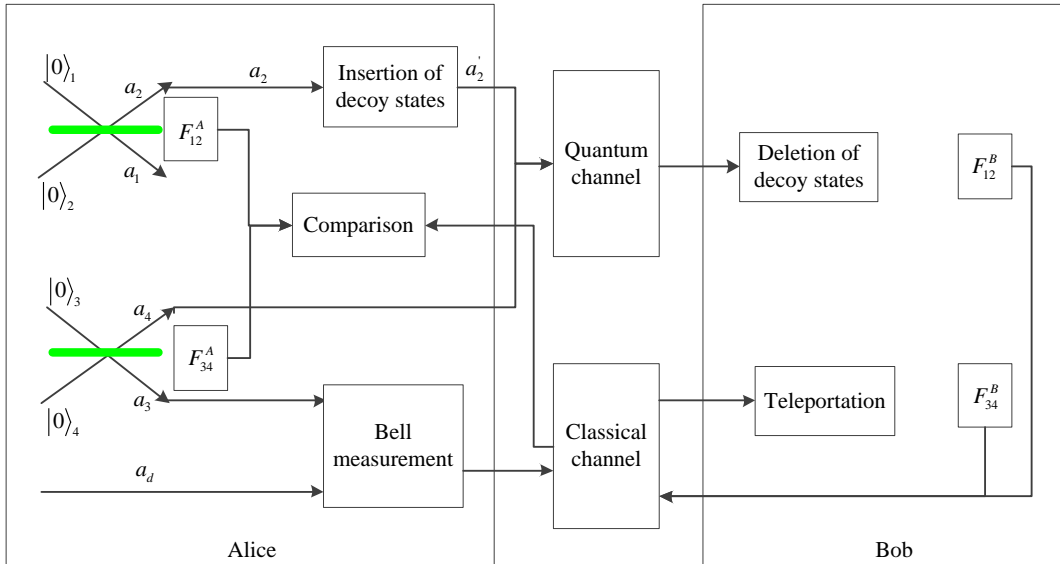 |0⟩₁
a₂
a₂
Insertion of
decoy states
a₂'
F₁₂ᴬ
a₁
|0⟩₂
Comparison
Quantum
channel
Deletion of
decoy states
F₁₂ᴮ
|0⟩₃
a₄
F₃₄ᴬ
a₃
|0⟩₄
Bell
measurement
a_d
Classical
channel
Teleportation
F₃₄ᴮ
Alice
Bob